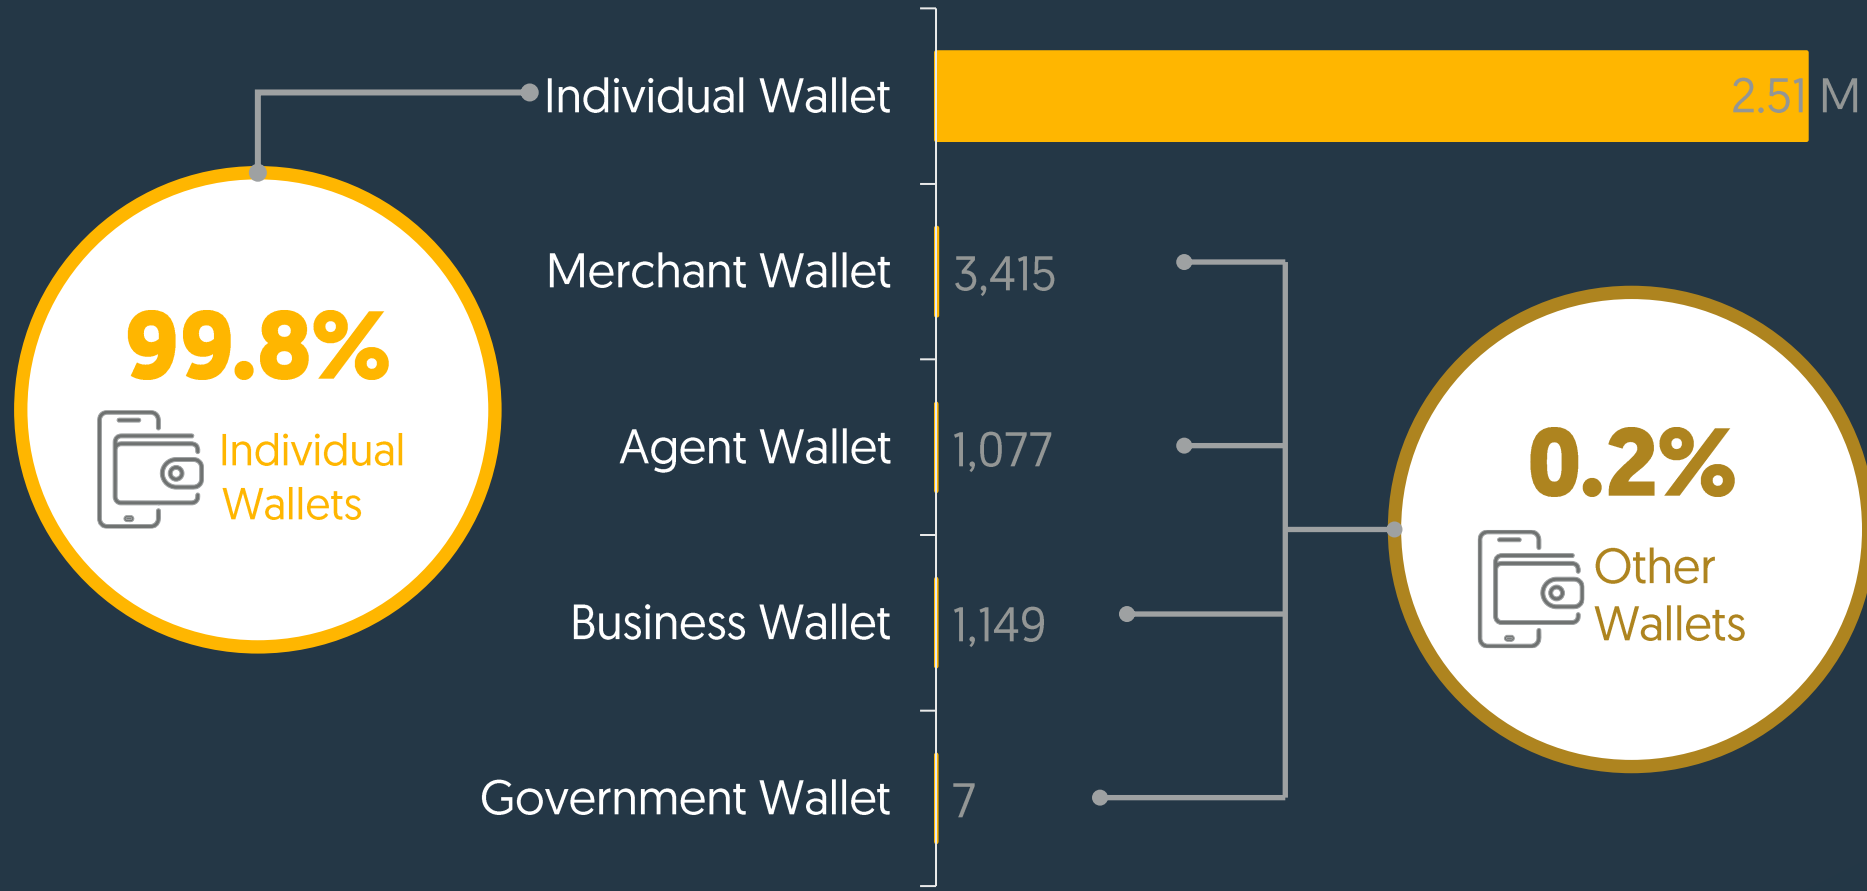 Individual Wallet
2.51 M
Merchant Wallet
3,415
Agent Wallet
1,077
Business Wallet
1,149
Government Wallet
7
99.8%
Individual
Wallets
0.2%
Other
Wallets